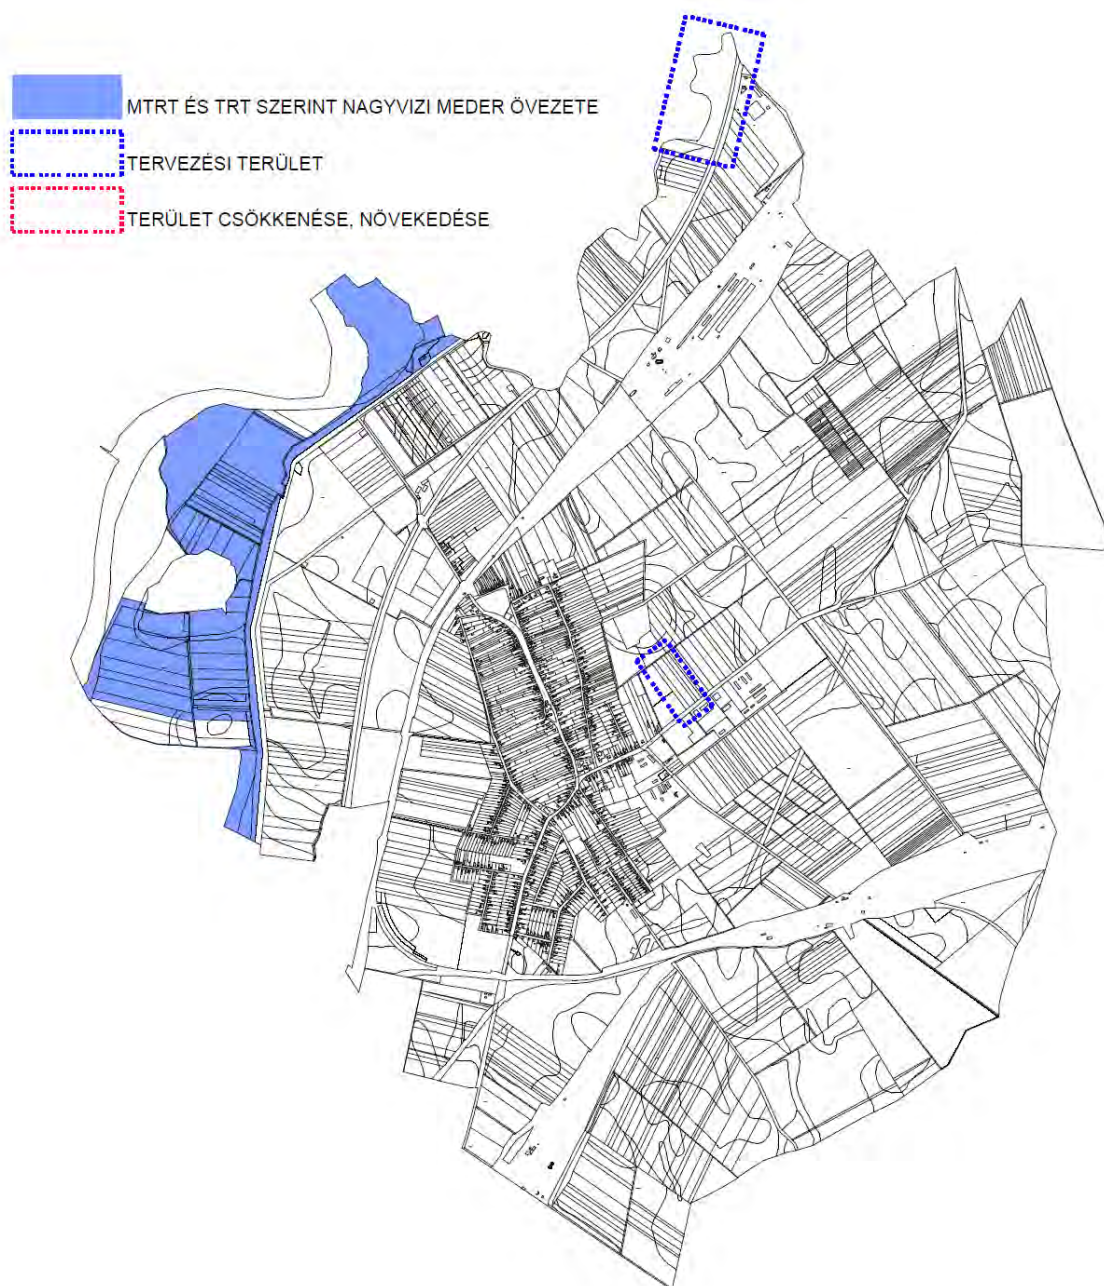 MTRT ÉS TRT SZERINT NAGYVIZI MEDER ÖVEZETE
TERVEZÉSI TERÜLET
TERÜLET CSÖKKENÉSE, NÖVEKEDÉSE